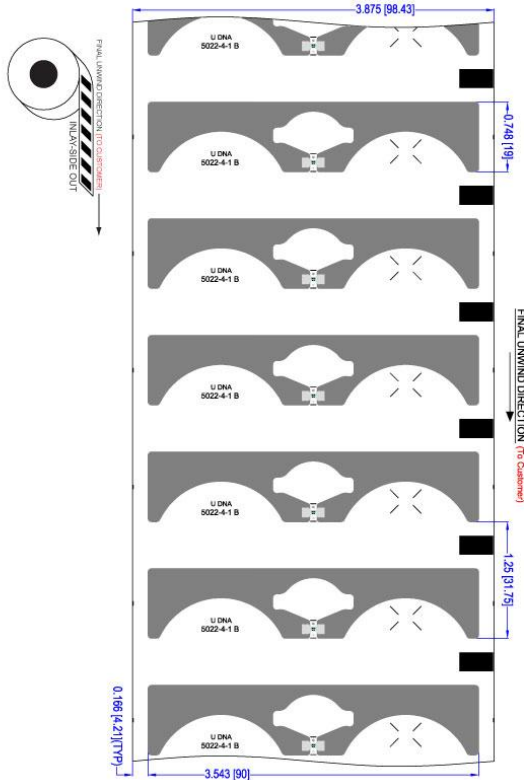 3.875 [98.43]
U DNA
5022-4-1 B
FINAL UNWIND DIRECTION (TO CUSTOMER)
INLAY-SIDE OUT
0.748 [19]
U DNA
5022-4-1 B
U DNA
5022-4-1 B
FINAL UNWIND DIRECTION (To Customer)
U DNA
5022-4-1 B
U DNA
5022-4-1 B
1.25 [31.75]
U DNA
5022-4-1 B
0.166 [4.21](TYP)
U DNA
5022-4-1 B
3.543 [90]